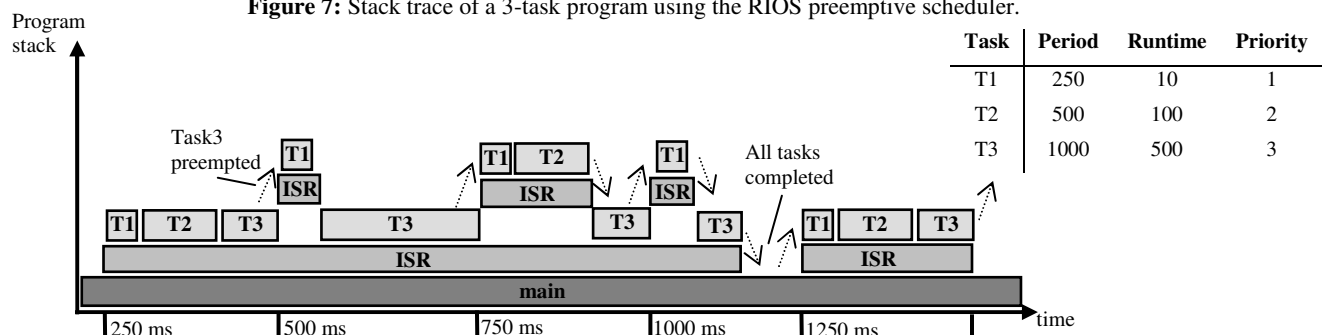 Figure 7: Stack trace of a 3-task program using the RIOS preemptive scheduler.
Program
stack
Task Period Runtime Priority
T1 250 10 1
T2 500 100 2
T3 1000 500 3
Task3
preempted
All tasks
completed
T1 T1 T2 T1
ISR ISR ISR
T1 T2 T3 T3 T3 T3 T1 T2 T3
ISR ISR
main
time
250 ms 500 ms 750 ms 1000 ms 1250 ms